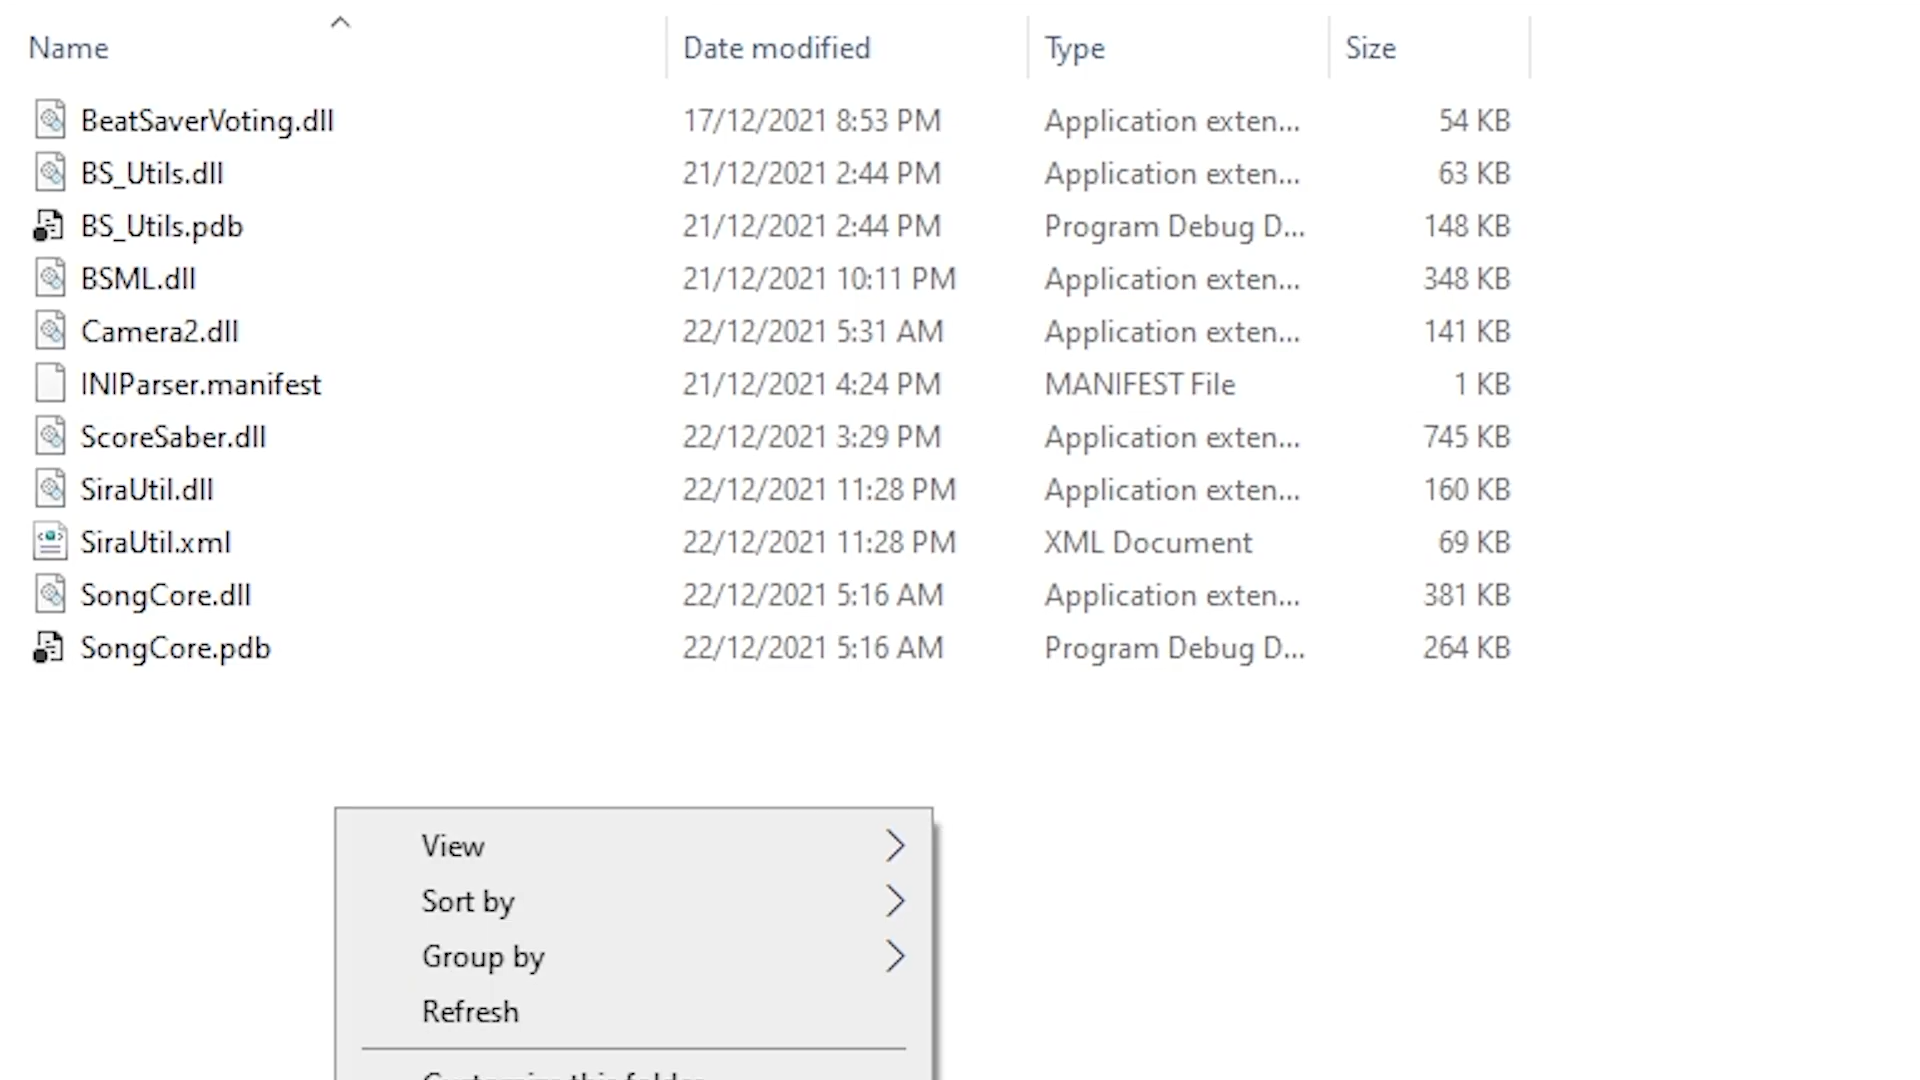 Name Date modified Type Size
BeatSaverVoting.dll 17/12/2021 8:53 PM Application exten... 54 KB
BS_Utils.dll 21/12/2021 2:44 PM Application exten... 63 KB
BS_Utils.pdb 21/12/2021 2:44 PM Program Debug D... 148 KB
BSML.dll 21/12/2021 10:11 PM Application exten... 348 KB
Camera2.dll 22/12/2021 5:31 AM Application exten... 141 KB
INIParser.manifest 21/12/2021 4:24 PM MANIFEST File 1 KB
ScoreSaber.dll 22/12/2021 3:29 PM Application exten... 745 KB
SiraUtil.dll 22/12/2021 11:28 PM Application exten... 160 KB
SiraUtil.xml 22/12/2021 11:28 PM XML Document 69 KB
SongCore.dll 22/12/2021 5:16 AM Application exten... 381 KB
SongCore.pdb 22/12/2021 5:16 AM Program Debug D... 264 KB
View
Sort by
Group by
Refresh
Customize this folder